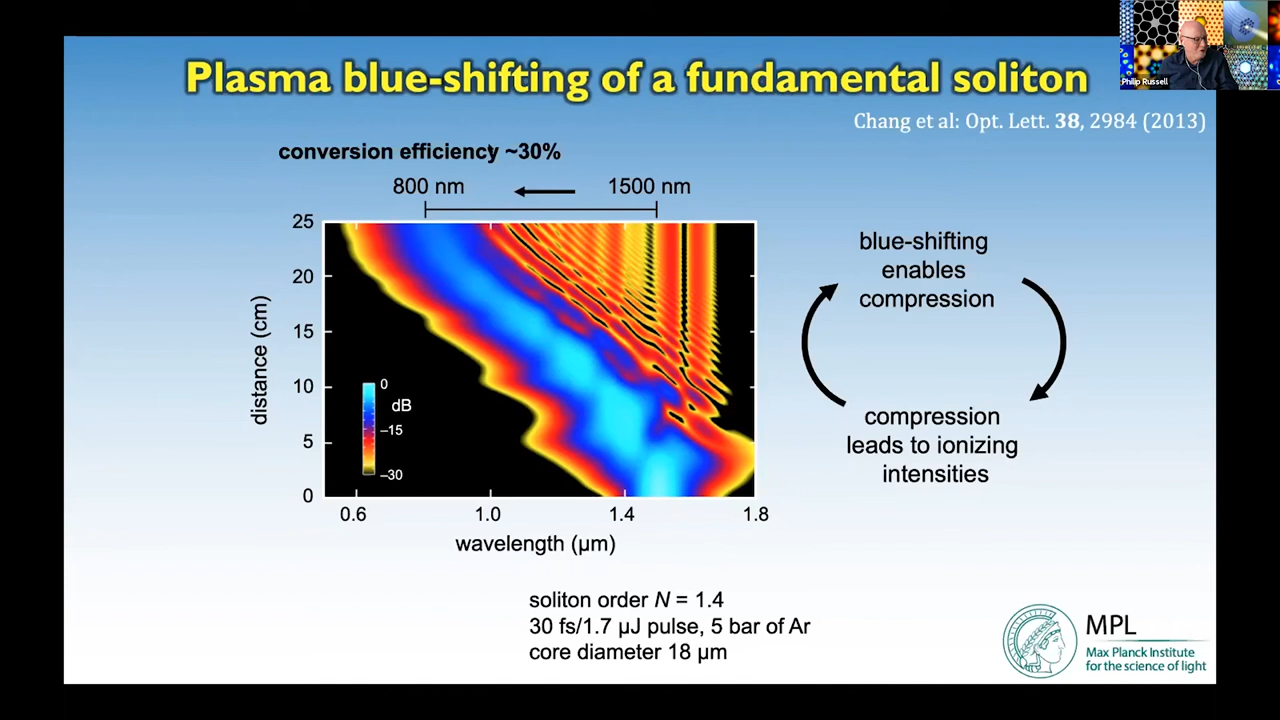 Plasma blue-shifting of a fundamental soliton
Philip Russell
Chang et al: Opt. Lett. 38, 2984 (2013)
conversion efficiency ~30%
800 nm
1500 nm
25
20
15
10
5
0
distance (cm)
0
dB
–15
–30
0.6
1.0
1.4
1.8
wavelength (µm)
blue-shifting
enables
compression
compression
leads to ionizing
intensities
soliton order N = 1.4
30 fs/1.7 µJ pulse, 5 bar of Ar
core diameter 18 µm
MPL
Max Planck Institute
for the science of light